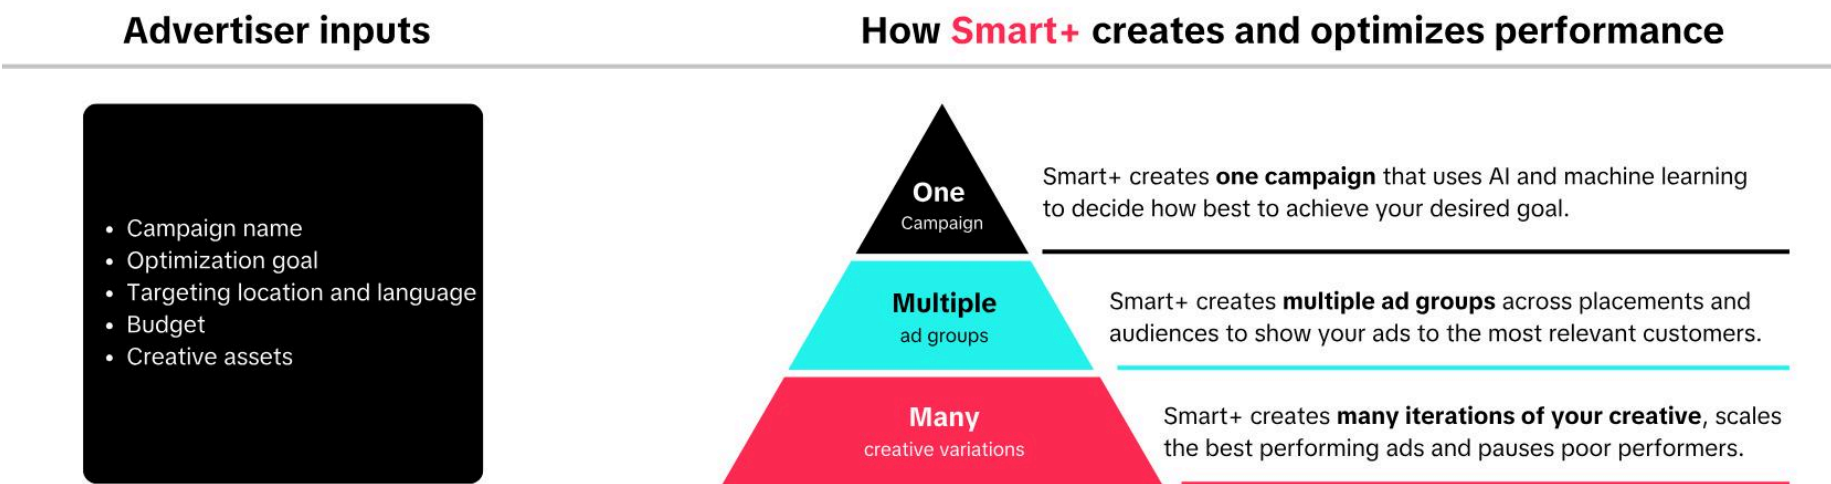 Advertiser inputs
How Smart+ creates and optimizes performance
• Campaign name
• Optimization goal
• Targeting location and language
• Budget
• Creative assets
One
Campaign
Smart+ creates one campaign that uses AI and machine learning
to decide how best to achieve your desired goal.
Multiple
ad groups
Smart+ creates multiple ad groups across placements and
audiences to show your ads to the most relevant customers.
Many
creative variations
Smart+ creates many iterations of your creative, scales
the best performing ads and pauses poor performers.